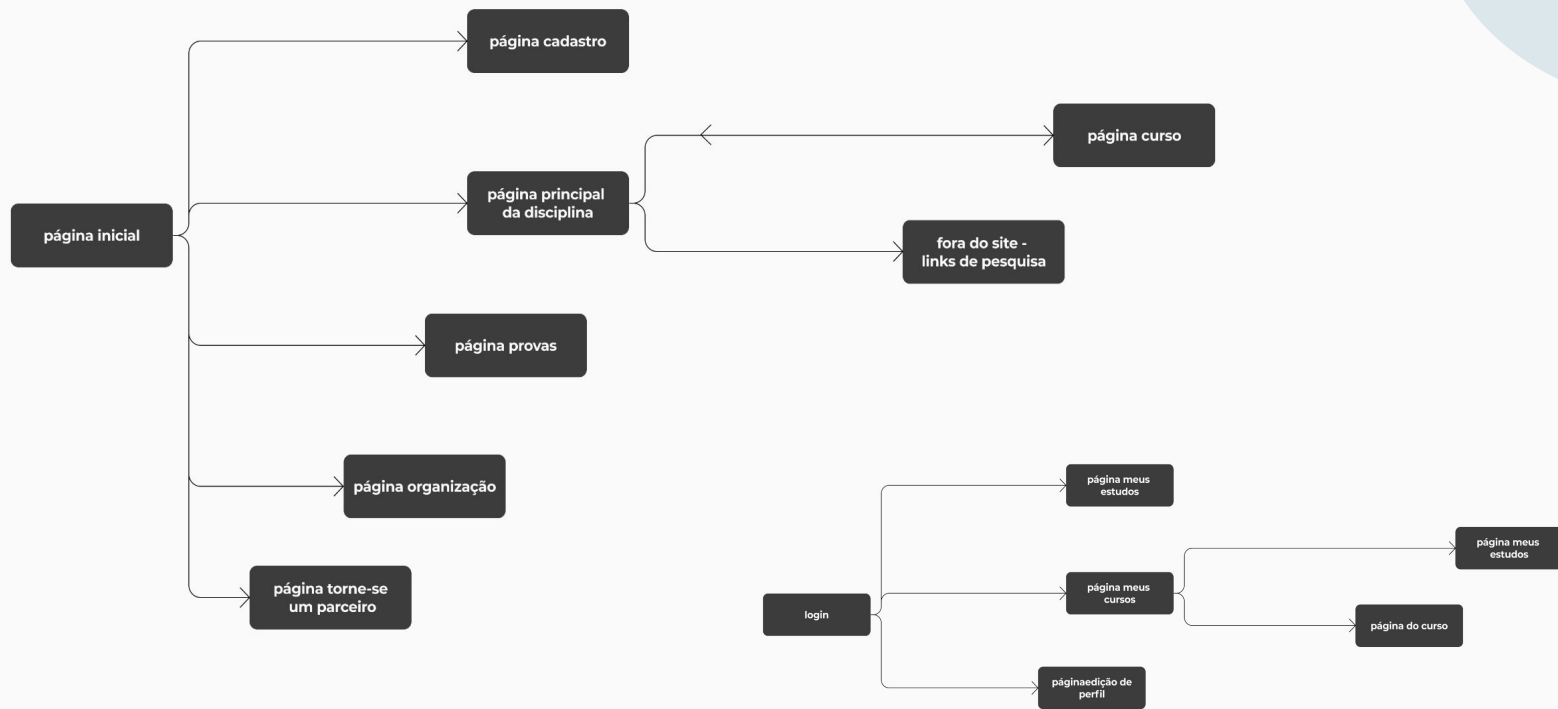 página cadastro
página curso
página principal
da disciplina
página inicial
fora do site -
links de pesquisa
página provas
página organização
página torne-se
um parceiro
página meus
estudos
página meus
estudos
página meus
cursos
login
página do curso
páginaedição de
perfil